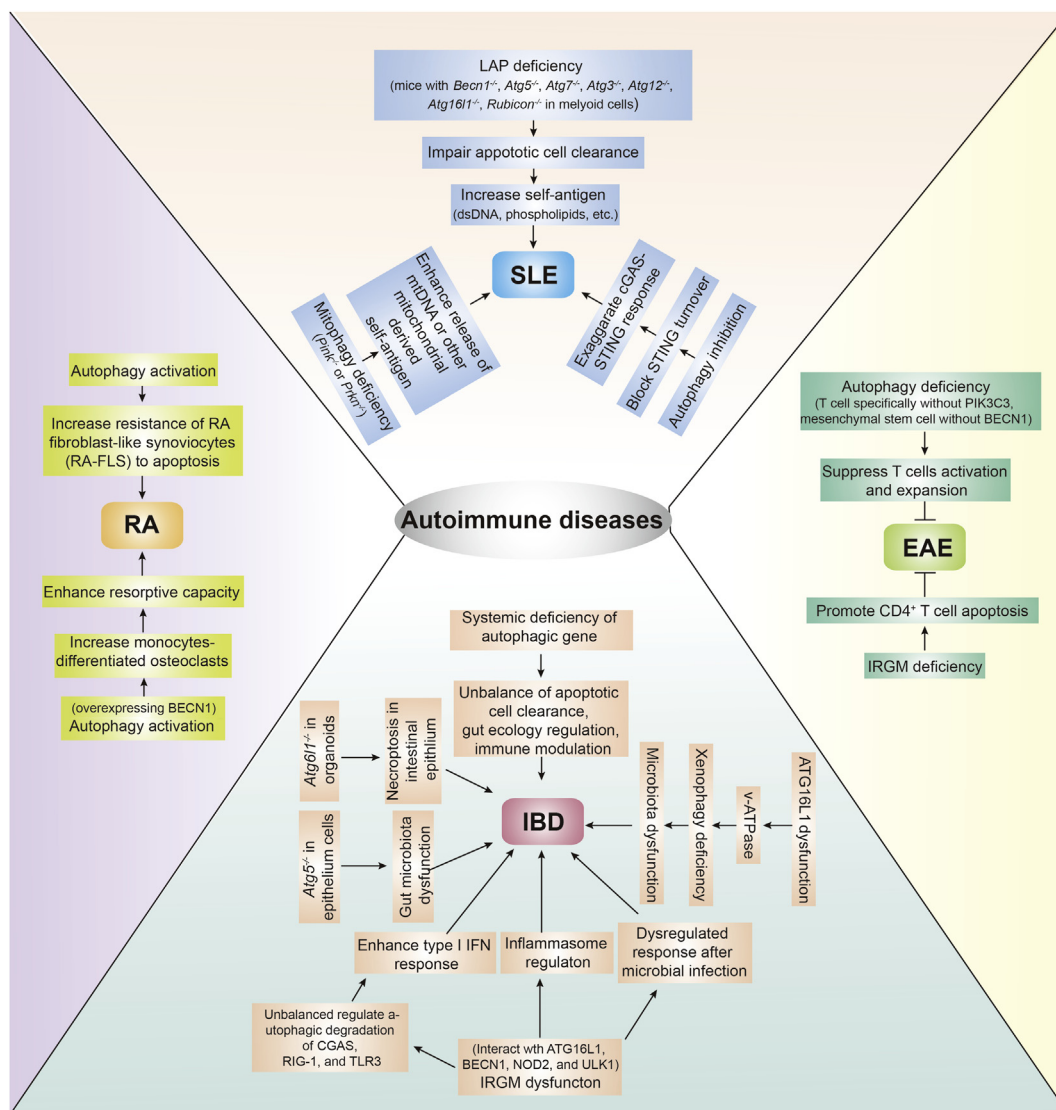 LAP deficiency
(mice with Becn1-/-, Atg5-/-, Atg7-/-, Atg3-/-, Atg12-/-,
Atg16l1-/-, Rubicon-/- in melyoid cells)
Impair appototic cell clearance
Increase self-antigen
(dsDNA, phospholipids, etc.)
SLE
Mitophagy deficiency
(Pink-/- or Prkn-/-)
Enhance release of
mtDNA or other
mitochondrial
derived
self-antigen
Exaggarate cGAS-
STING response
Block STING turnover
Autophagy inhibition
Autophagy activation
Increase resistance of RA
fibroblast-like synoviocytes
(RA-FLS) to apoptosis
RA
Enhance resorptive capacity
Increase monocytes-
differentiated osteoclasts
(overexpressing BECN1)
Autophagy activation
Autoimmune diseases
Autophagy deficiency
(T cell specifically without PIK3C3,
mesenchymal stem cell without BECN1)
Suppress T cells activation
and expansion
EAE
Promote CD4+ T cell apoptosis
IRGM deficiency
Systemic deficiency of
autophagic gene
Unbalance of apoptotic
cell clearance,
gut ecology regulation,
immune modulation
Atg6l1-/- in
organoids
Necroptosis in
intestinal
epithlium
IBD
Microbiota dysfunction
Xenophagy deficiency
v-ATPase
ATG16L1 dysfunction
Atg5-/- in
epithelium cells
Gut microbiota
dysfunction
Enhance type I IFN
response
Inflammasome
regulaton
Dysregulated
response after
microbial infection
Unbalanced regulate a-
utophagic degradation
of CGAS,
RIG-1, and TLR3
(Interact wth ATG16L1,
BECN1, NOD2, and ULK1)
IRGM dysfuncton